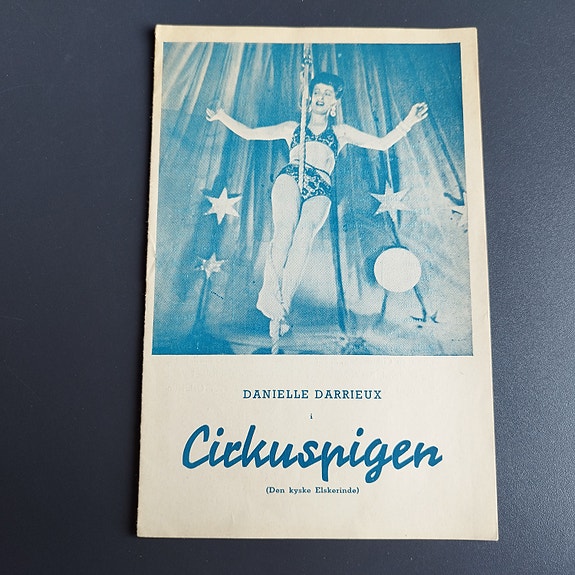 DANIELLE DARRIEUX
i
Cirkuspigen
(Den kyske Elskerinde)